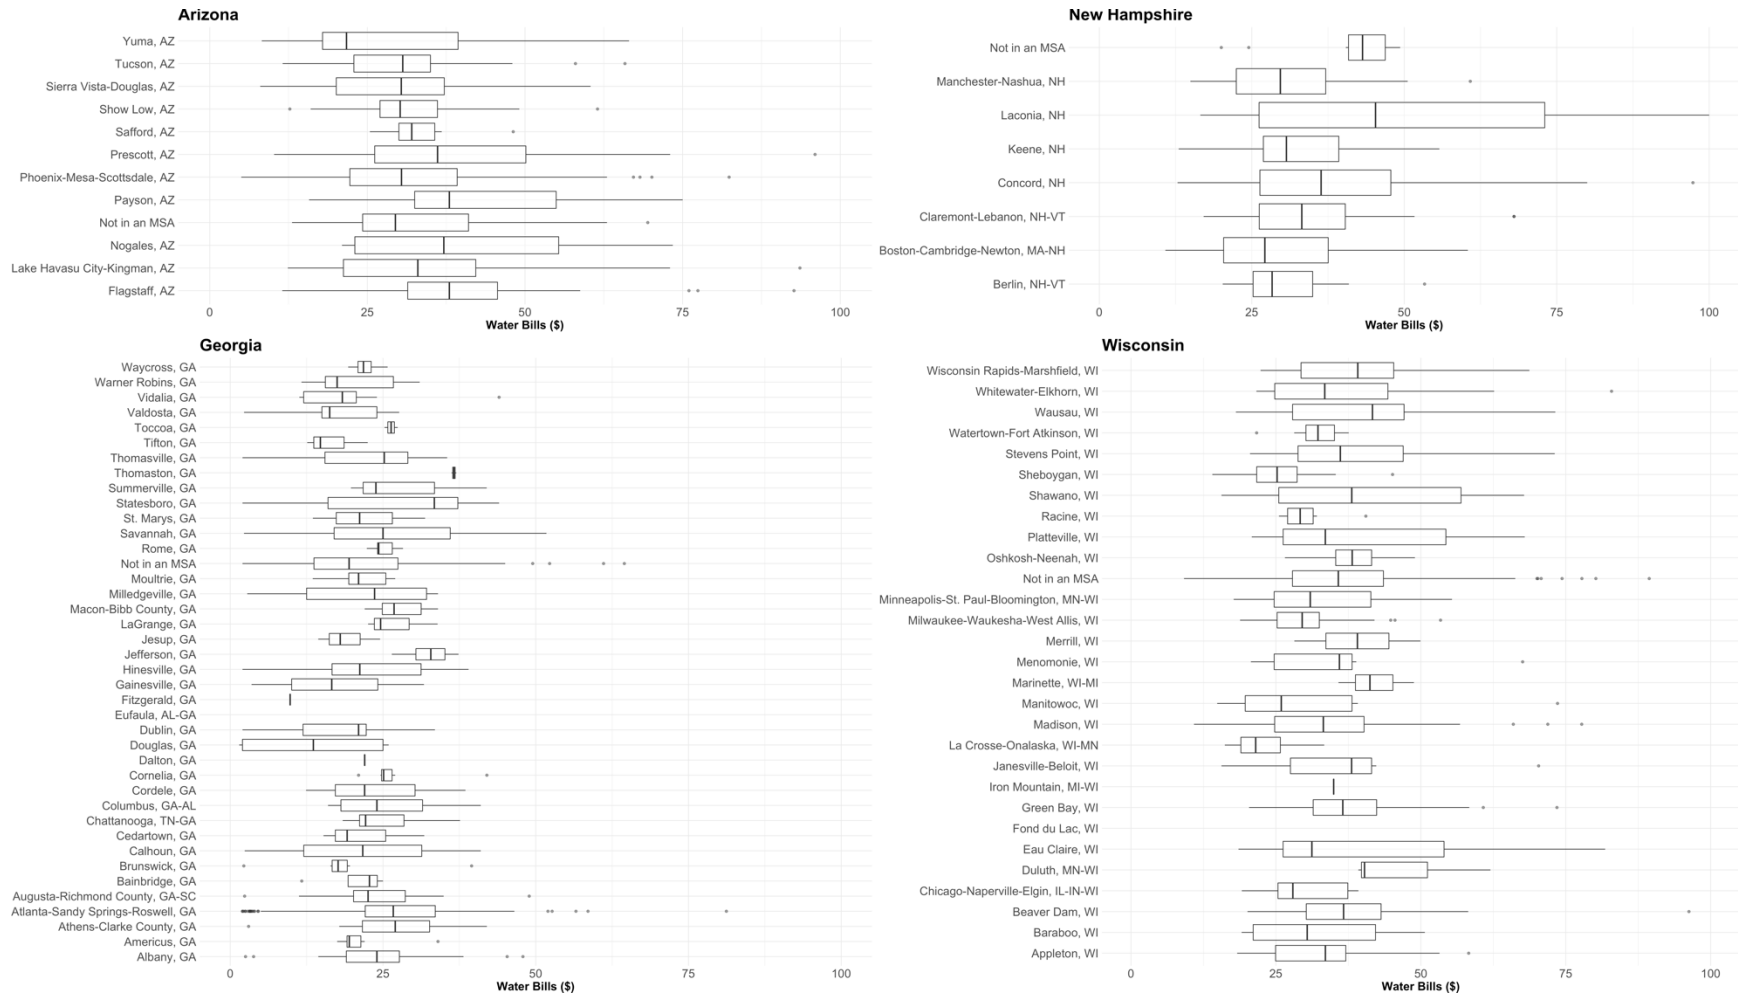 Arizona
Yuma, AZ
Tucson, AZ
Sierra Vista-Douglas, AZ
Show Low, AZ
Safford, AZ
Prescott, AZ
Phoenix-Mesa-Scottsdale, AZ
Payson, AZ
Not in an MSA
Nogales, AZ
Lake Havasu City-Kingman, AZ
Flagstaff, AZ
0 25 50 75 100
Water Bills ($)
New Hampshire
Not in an MSA
Manchester-Nashua, NH
Laconia, NH
Keene, NH
Concord, NH
Claremont-Lebanon, NH-VT
Boston-Cambridge-Newton, MA-NH
Berlin, NH-VT
0 25 50 75 100
Water Bills ($)
Georgia
Waycross, GA
Warner Robins, GA
Vidalia, GA
Valdosta, GA
Toccoa, GA
Tifton, GA
Thomasville, GA
Thomaston, GA
Summerville, GA
Statesboro, GA
St. Marys, GA
Savannah, GA
Rome, GA
Not in an MSA
Moultrie, GA
Milledgeville, GA
Macon-Bibb County, GA
LaGrange, GA
Jesup, GA
Jefferson, GA
Hinesville, GA
Gainesville, GA
Fitzgerald, GA
Eufaula, AL-GA
Dublin, GA
Douglas, GA
Dalton, GA
Cornelia, GA
Cordele, GA
Columbus, GA-AL
Chattanooga, TN-GA
Cedartown, GA
Calhoun, GA
Brunswick, GA
Bainbridge, GA
Augusta-Richmond County, GA-SC
Atlanta-Sandy Springs-Roswell, GA
Athens-Clarke County, GA
Americus, GA
Albany, GA
0 25 50 75 100
Water Bills ($)
Wisconsin
Wisconsin Rapids-Marshfield, WI
Whitewater-Elkhorn, WI
Wausau, WI
Watertown-Fort Atkinson, WI
Stevens Point, WI
Sheboygan, WI
Shawano, WI
Racine, WI
Platteville, WI
Oshkosh-Neenah, WI
Not in an MSA
Minneapolis-St. Paul-Bloomington, MN-WI
Milwaukee-Waukesha-West Allis, WI
Merrill, WI
Menomonie, WI
Marinette, WI-MI
Manitowoc, WI
Madison, WI
La Crosse-Onalaska, WI-MN
Janesville-Beloit, WI
Iron Mountain, MI-WI
Green Bay, WI
Fond du Lac, WI
Eau Claire, WI
Duluth, MN-WI
Chicago-Naperville-Elgin, IL-IN-WI
Beaver Dam, WI
Baraboo, WI
Appleton, WI
0 25 50 75 100
Water Bills ($)